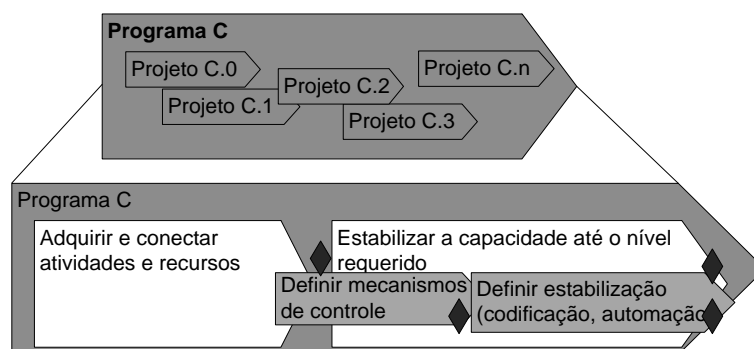 Programa C
Projeto C.0
Projeto C.n
Projeto C.2
Projeto C.1
Projeto C.3
Programa C
Adquirir e conectar
atividades e recursos
Estabilizar a capacidade até o nível
requerido
Definir mecanismos
de controle
Definir estabilização
(codificação, automação